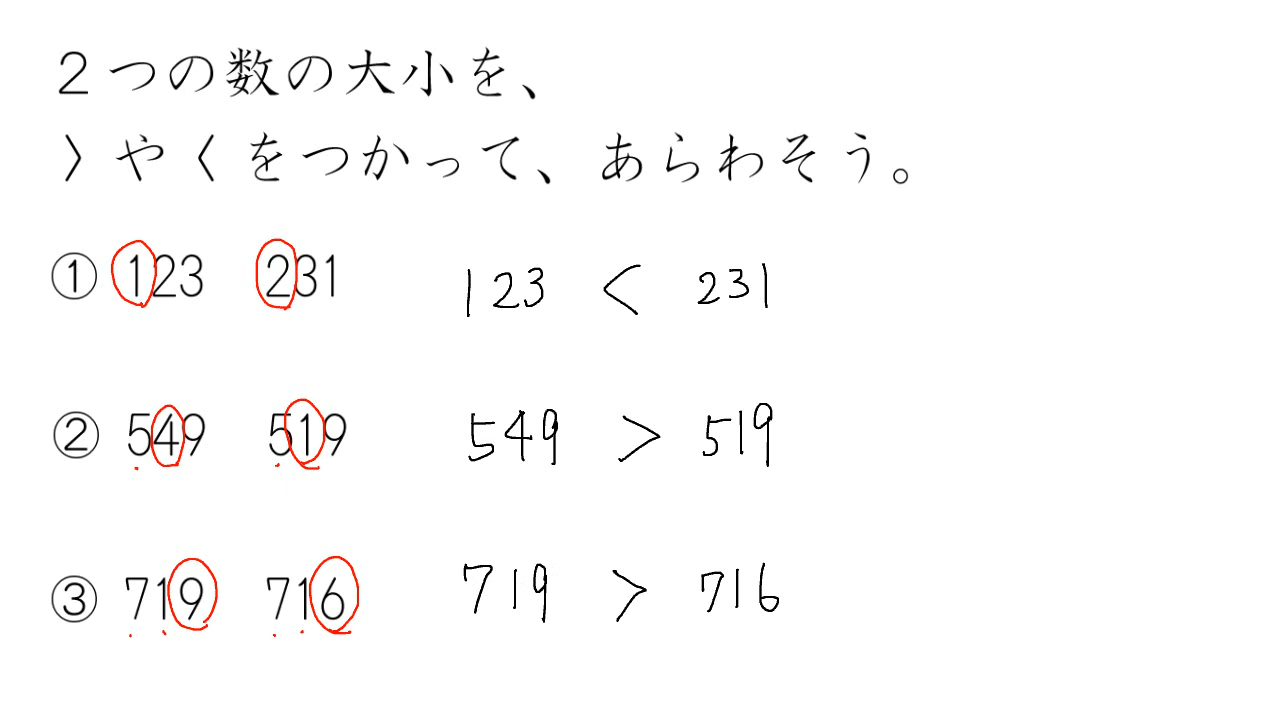 ２つの数の大小を、
〉や〈をつかって、あらわそう。
① 123 231 123 < 231
② 549 519 549 > 519
③ 719 716 719 > 716